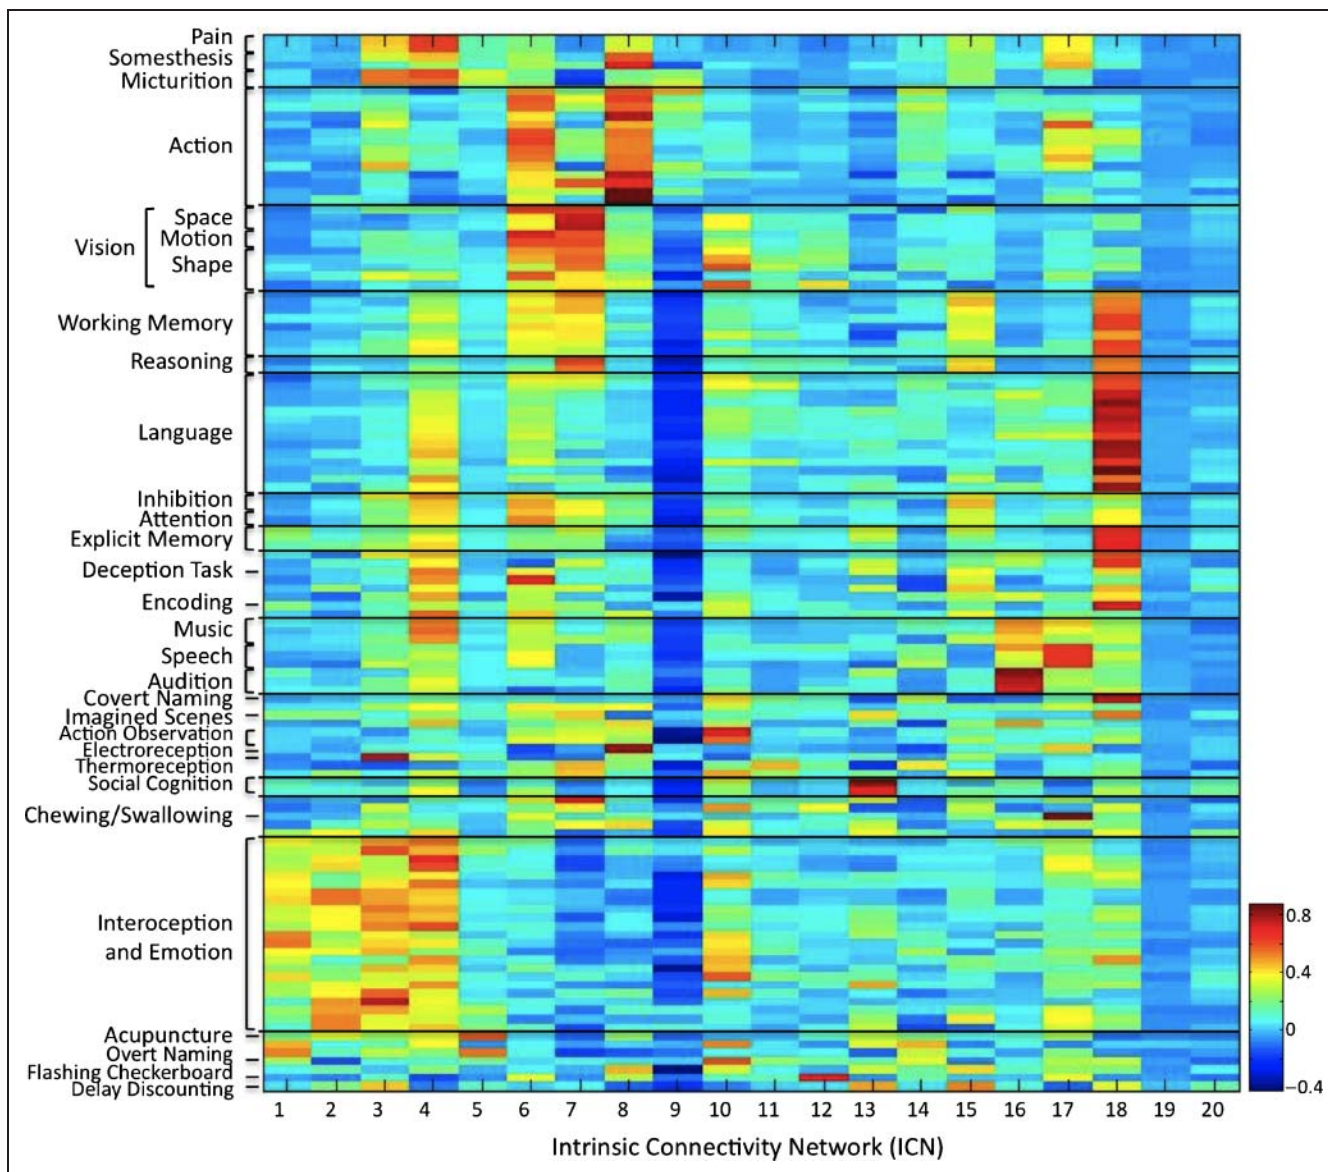 Pain
Somesthesis
Micturition
Action
Vision
Space
Motion
Shape
Working Memory
Reasoning
Language
Inhibition
Attention
Explicit Memory
Deception Task
Encoding
Music
Speech
Audition
Covert Naming
Imagined Scenes
Action Observation
Electroreception
Thermoreception
Social Cognition
Chewing/Swallowing
Interoception
and Emotion
Acupuncture
Overt Naming
Flashing Checkerboard
Delay Discounting
0.8
0.4
0
−0.4
1 2 3 4 5 6 7 8 9 10 11 12 13 14 15 16 17 18 19 20
Intrinsic Connectivity Network (ICN)